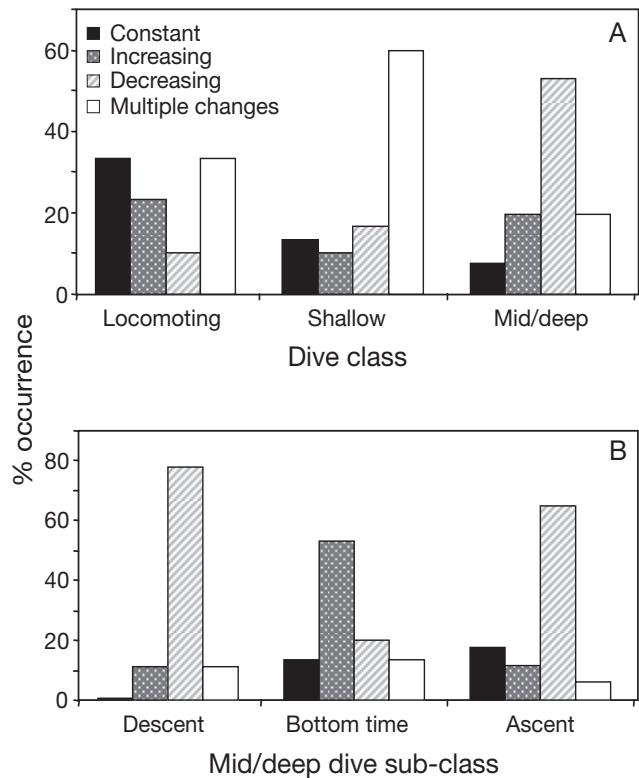 A
Constant
Increasing
Decreasing
Multiple changes
60
40
20
0
Locomoting Shallow Mid/deep
Dive class
% occurrence
B
80
60
40
20
0
Descent Bottom time Ascent
Mid/deep dive sub-class